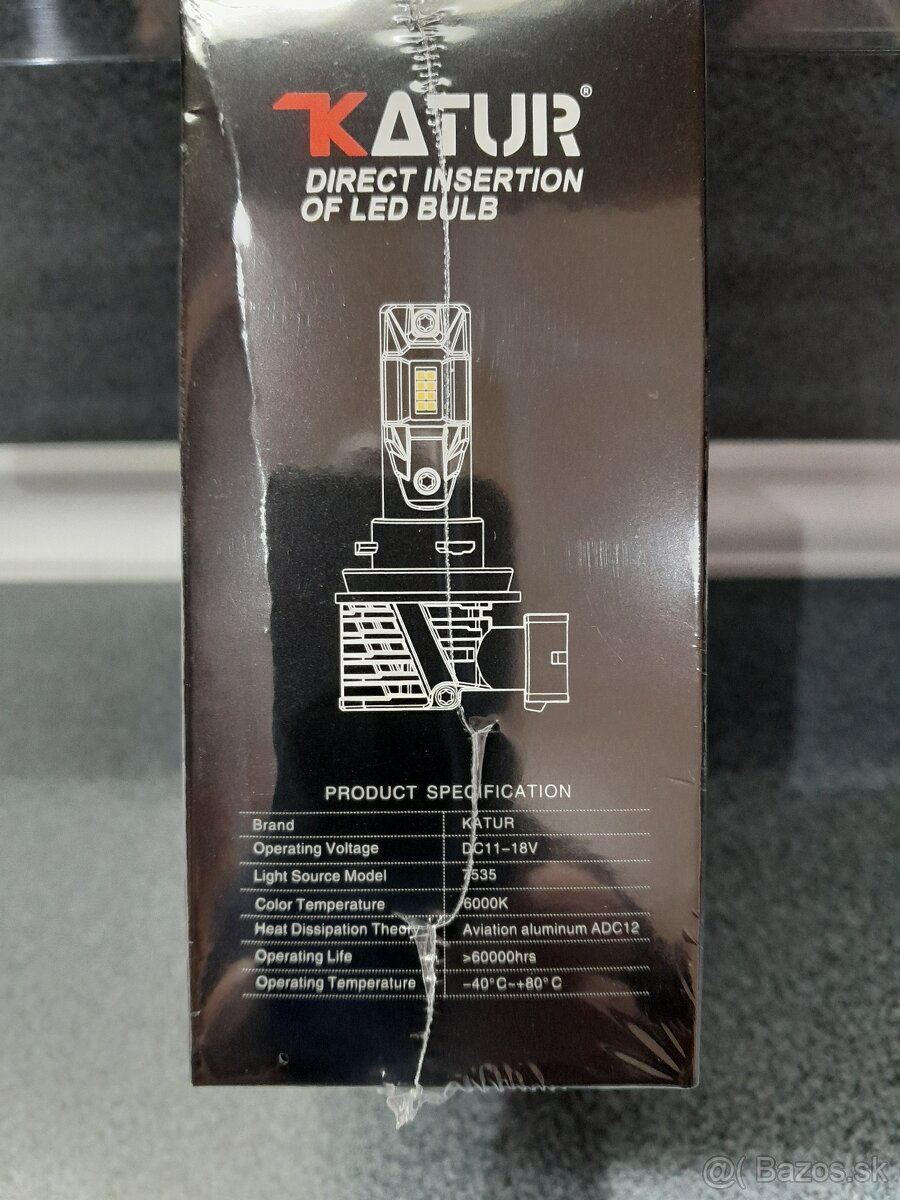 KATUR®
DIRECT INSERTION
OF LED BULB
PRODUCT SPECIFICATION
Brand KATUR
Operating Voltage DC11-18V
Light Source Model 7535
Color Temperature 6000K
Heat Dissipation Theory Aviation aluminum ADC12
Operating Life >60000hrs
Operating Temperature -40°C~+80°C
@( Bazos.sk